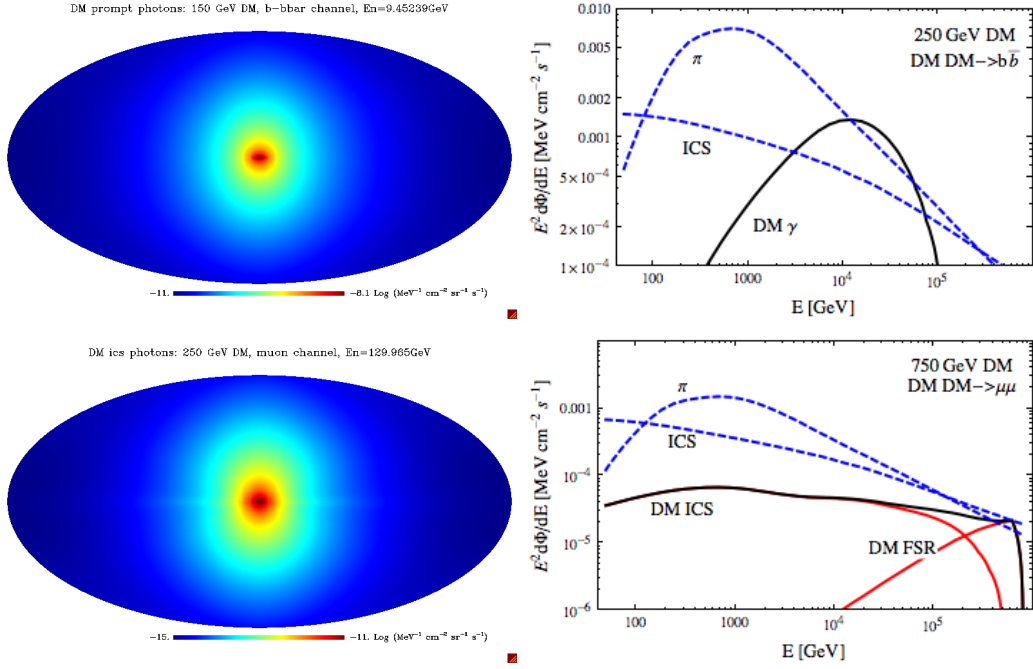 DM prompt photons: 150 GeV DM, b-bbar channel, En=9.45239GeV
-11. -8.1 Log (MeV⁻¹ cm⁻² sr⁻¹ s⁻¹)
0.010
0.005
0.002
0.001
5×10⁻⁴
2×10⁻⁴
1×10⁻⁴
E²dΦ/dE [MeV cm⁻² s⁻¹]
250 GeV DM
DM DM->bb̅
π
ICS
DM γ
100 1000 10⁴ 10⁵
E [GeV]
DM ics photons: 250 GeV DM, muon channel, En=129.965GeV
-15. -11. Log (MeV⁻¹ cm⁻² sr⁻¹ s⁻¹)
0.001
10⁻⁴
10⁻⁵
10⁻⁶
E²dΦ/dE [MeV cm⁻² s⁻¹]
750 GeV DM
DM DM->μμ
π
ICS
DM ICS
DM FSR
100 1000 10⁴ 10⁵
E [GeV]